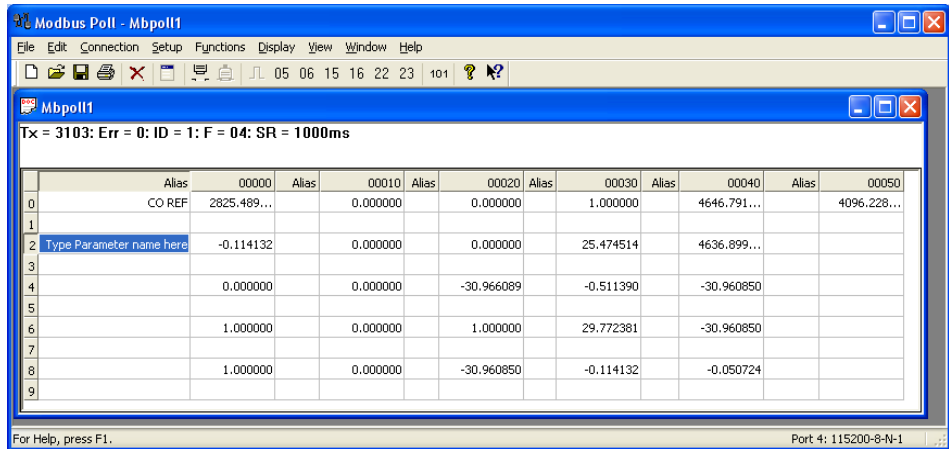 Modbus Poll - Mbpoll1
File Edit Connection Setup Functions Display View Window Help
05 06 15 16 22 23 101
Mbpoll1
Tx = 3103: Err = 0: ID = 1: F = 04: SR = 1000ms
Alias 00000 Alias 00010 Alias 00020 Alias 00030 Alias 00040 Alias 00050
0 CO REF 2825.489... 0.000000 0.000000 1.000000 4646.791... 4096.228...
1
2 Type Parameter name here -0.114132 0.000000 0.000000 25.474514 4636.899...
3
4 0.000000 0.000000 -30.966089 -0.511390 -30.960850
5
6 1.000000 0.000000 1.000000 29.772381 -30.960850
7
8 1.000000 0.000000 -30.960850 -0.114132 -0.050724
9
For Help, press F1. Port 4: 115200-8-N-1